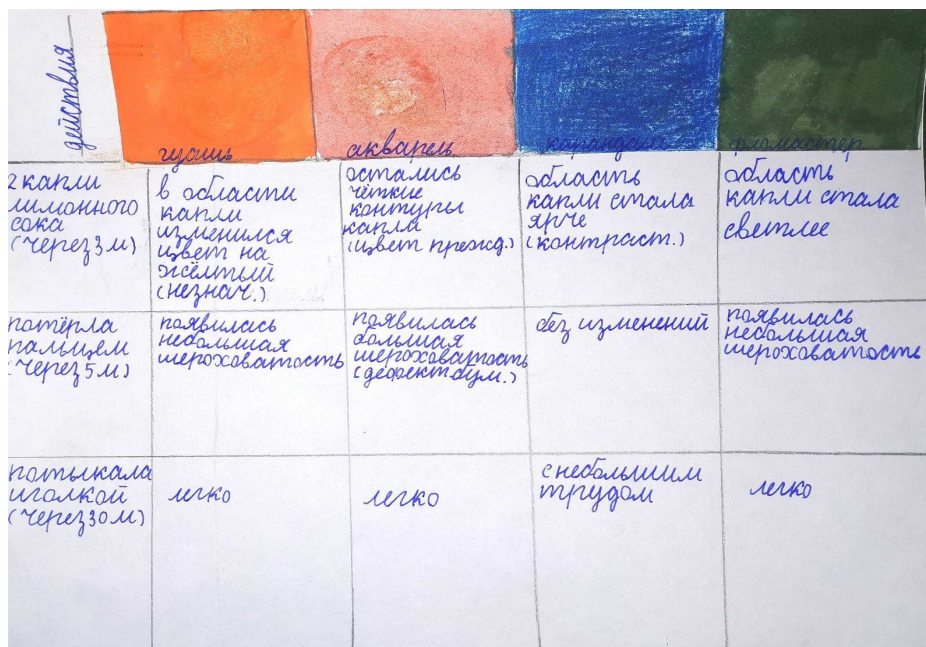 действия
гуашь
акварель
карандаш
фломастер
2 капли
лимонного
сока
(через 3 м)
в области
капли
изменился
цвет на
жёлтый
(незнач.)
остались
чёткие
контуры
капла
(цвет прежд.)
область
капли стала
ярче
(контраст.)
область
капли стала
светлее
потёрла
пальцем
(через 5 м)
появилась
небольшая
шероховатость
появилась
большая
шероховатость
(дефект бум.)
без изменений
появилась
небольшая
шероховатость
потыкала
иголкой
(через 30 м)
легко
легко
с небольшим
трудом
легко